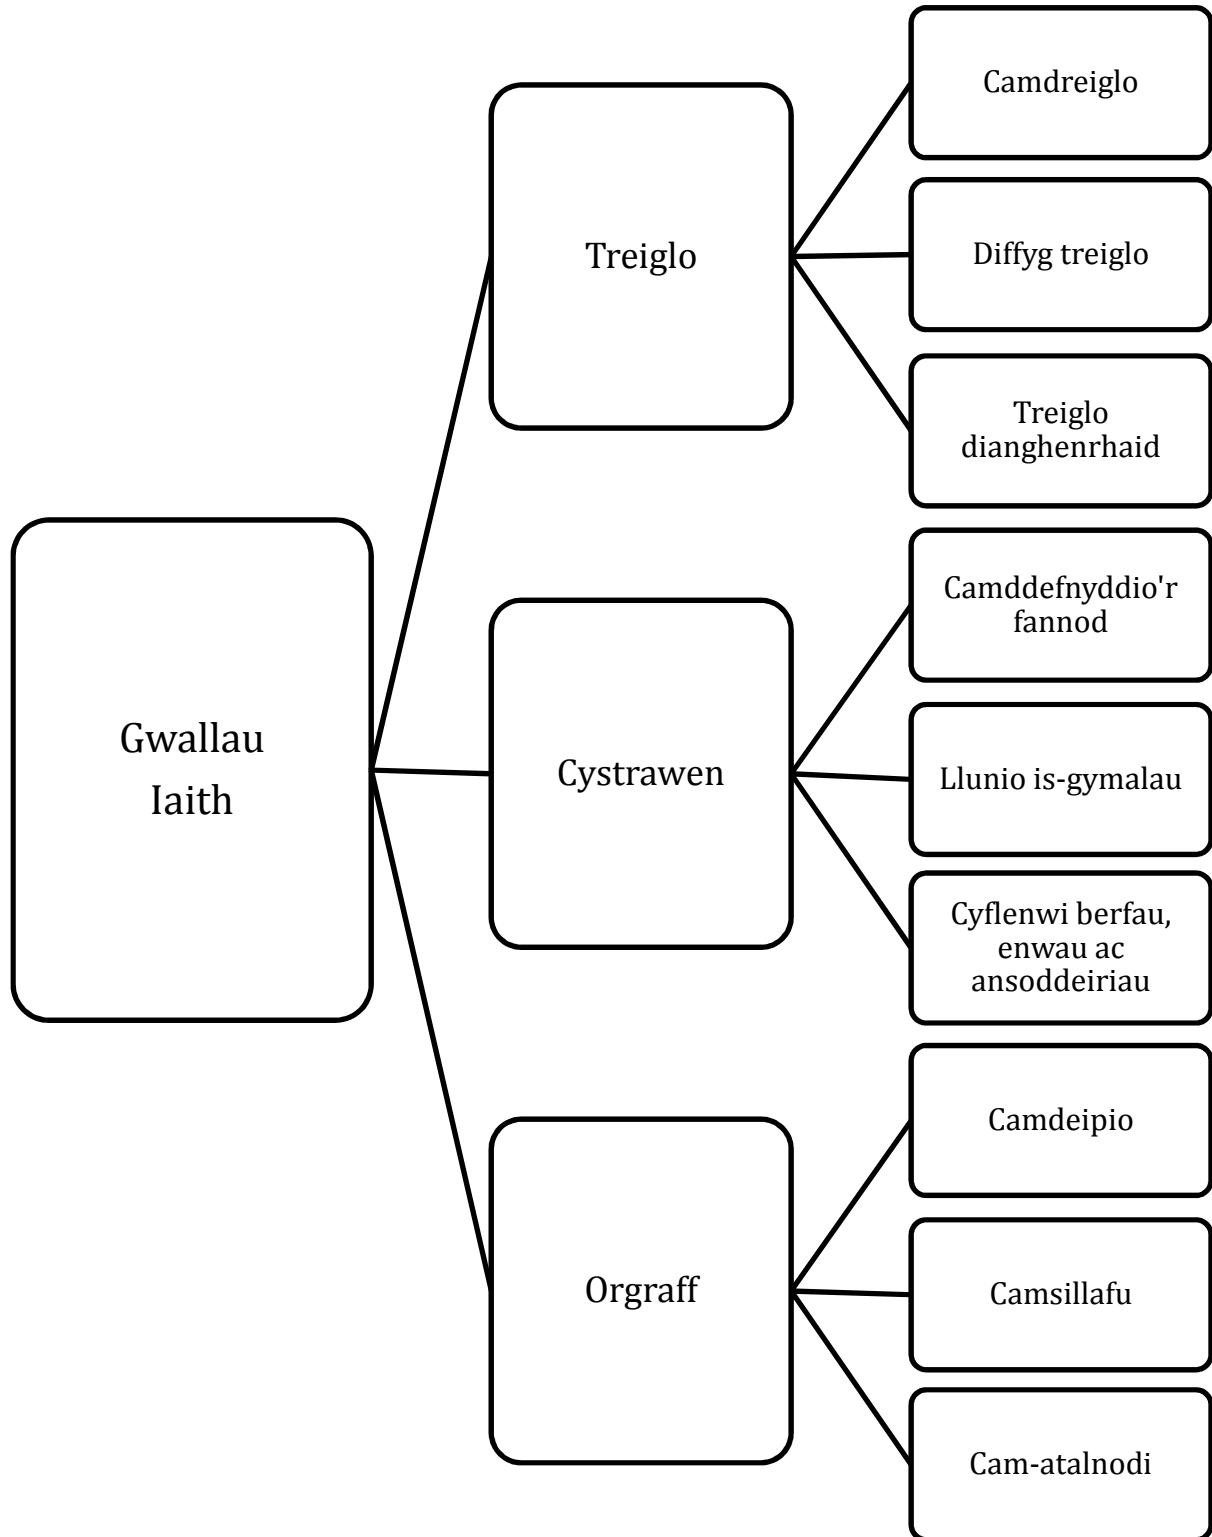 Gwallau
Iaith
Treiglo
Camdreiglo
Diffyg treiglo
Treiglo
dianghenrhaid
Cystrawen
Camddefnyddio'r
fannod
Llunio is-gymalau
Cyflenwi berfau,
enwau ac
ansoddeiriau
Orgraff
Camdeipio
Camsillafu
Cam-atalnodi